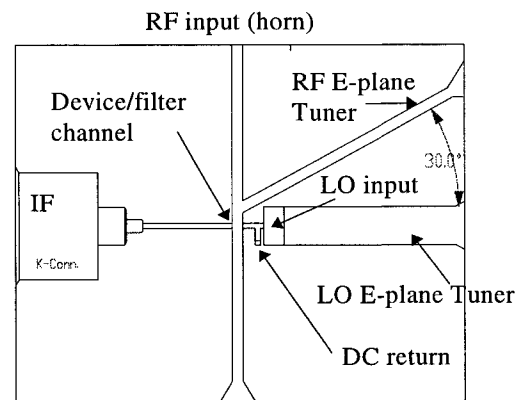 RF input (horn)
RF E-plane
Tuner
Device/filter
channel
30.0°
LO input
IF
K-Conn.
LO E-plane Tuner
DC return